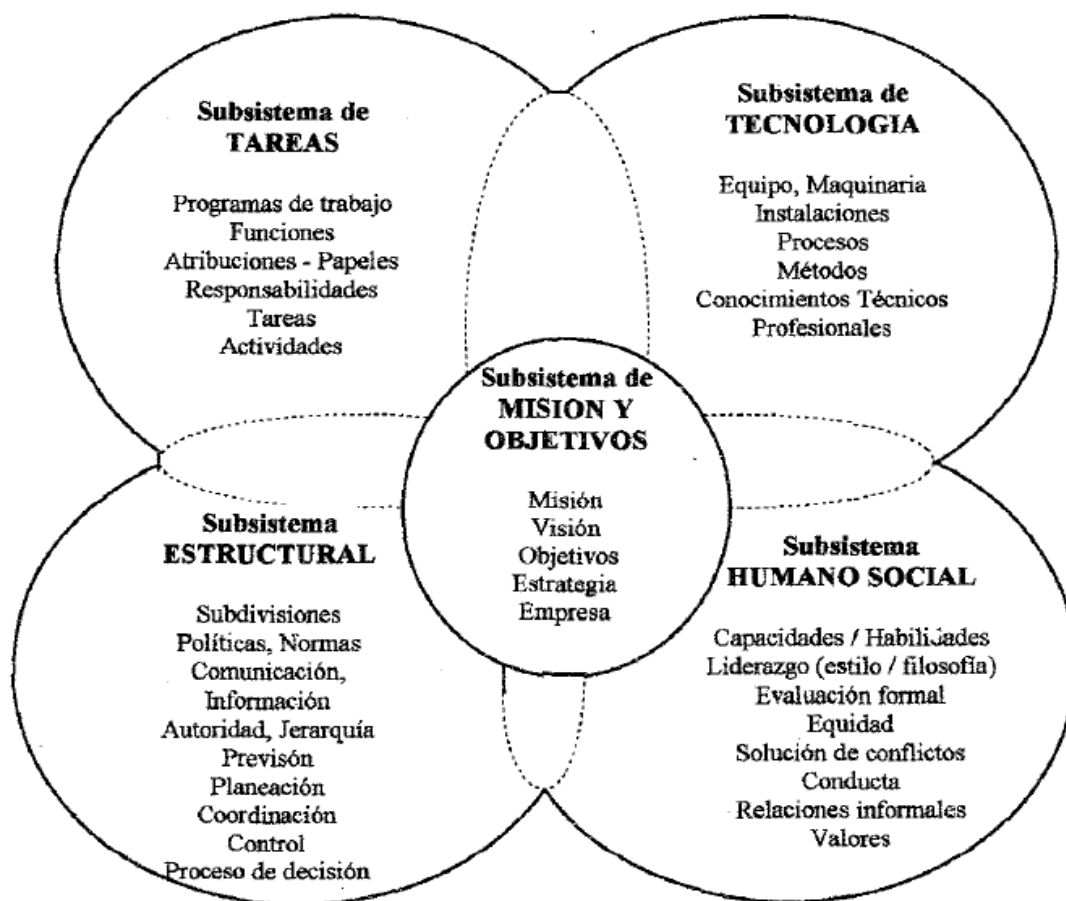 Subsistema de
TAREAS
Programas de trabajo
Funciones
Atribuciones - Papeles
Responsabilidades
Tareas
Actividades
Subsistema de
TECNOLOGIA
Equipo, Maquinaria
Instalaciones
Procesos
Métodos
Conocimientos Técnicos
Profesionales
Subsistema de
MISION Y
OBJETIVOS
Misión
Visión
Objetivos
Estrategia
Empresa
Subsistema
ESTRUCTURAL
Subdivisiones
Políticas, Normas
Comunicación,
Información
Autoridad, Jerarquía
Previsón
Planeación
Coordinación
Control
Proceso de decisión
Subsistema
HUMANO SOCIAL
Capacidades / Habilidades
Liderazgo (estilo / filosofía)
Evaluación formal
Equidad
Solución de conflictos
Conducta
Relaciones informales
Valores